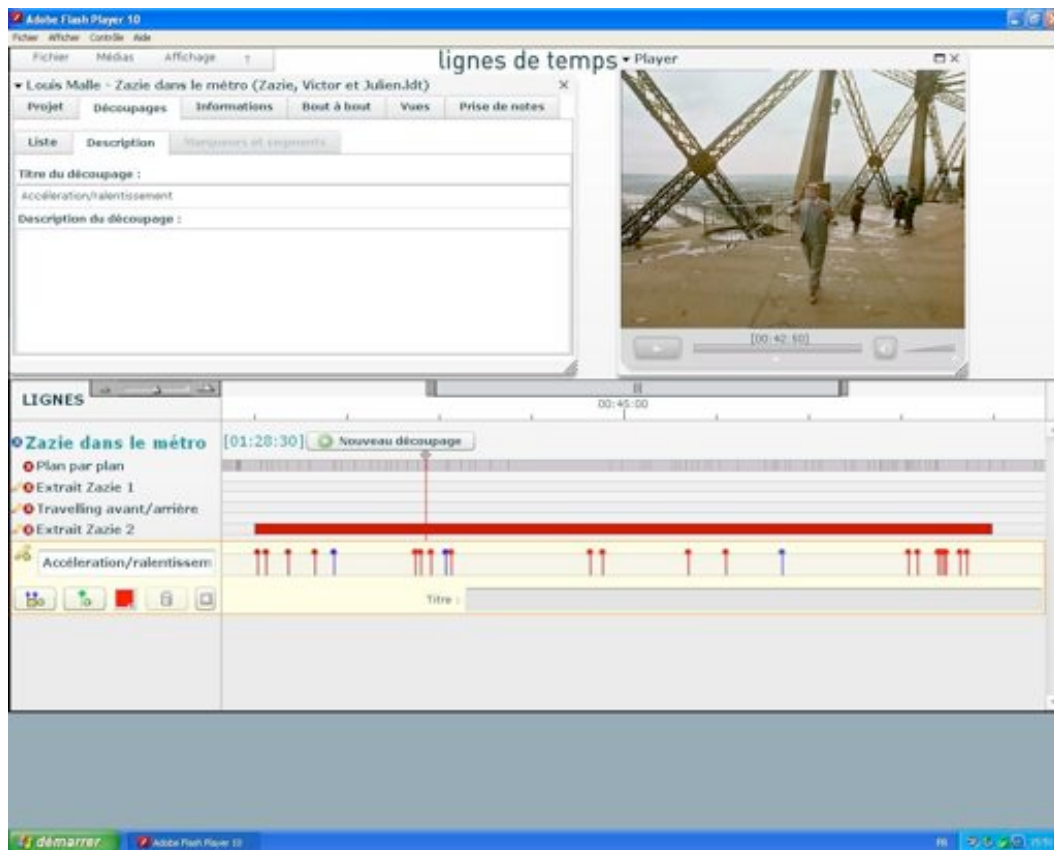 Adobe Flash Player 10
Fichier Afficher Contrôle Aide
Fichier Médias Affichage ?
lignes de temps
Player
Louis Malle - Zazie dans le métro (Zazie, Victor et Julien.ldt)
Projet Découpages Informations Bout à bout Vues Prise de notes
Liste Description Marqueurs et segments
Titre du découpage :
Accéleration/ralentissement
Description du découpage :
[00:42:50]
LIGNES
00:45:00
Zazie dans le métro [01:28:30] Nouveau découpage
Plan par plan
Extrait Zazie 1
Travelling avant/arrière
Extrait Zazie 2
Accéleration/ralentissem
Titre :
démarrer Adobe Flash Player 10 FR